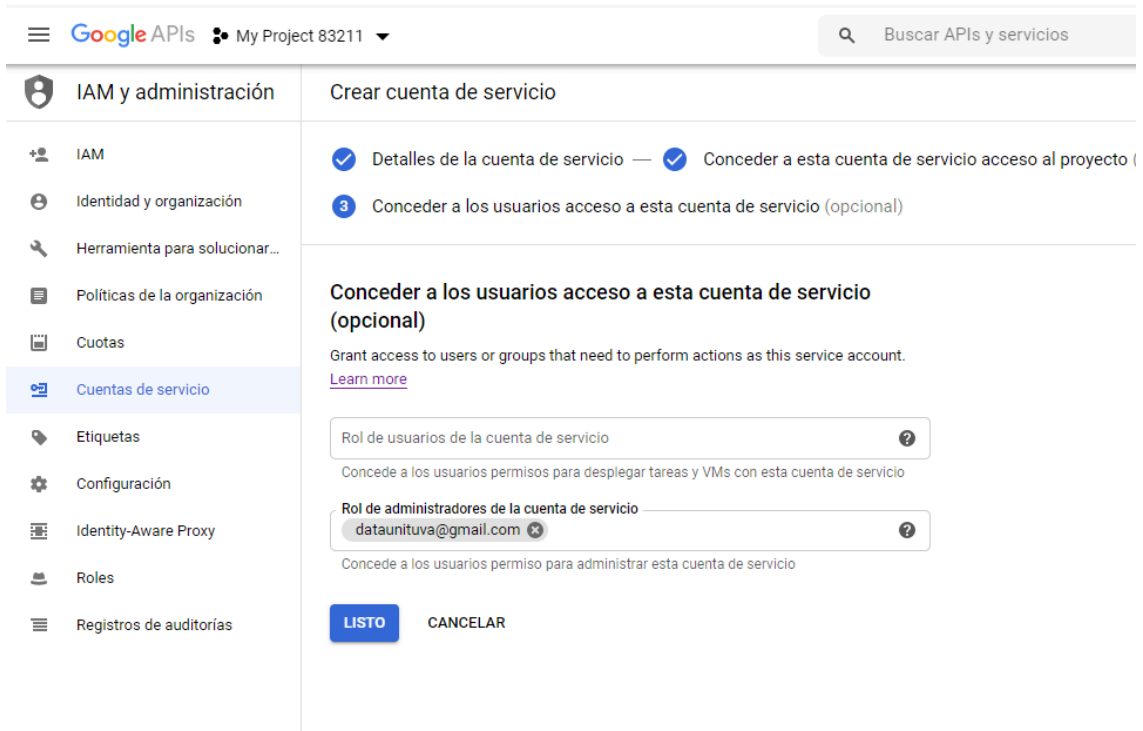 Google APIs My Project 83211 Buscar APIs y servicios
IAM y administración
Crear cuenta de servicio
IAM
Identidad y organización
Herramienta para solucionar...
Políticas de la organización
Cuotas
Cuentas de servicio
Etiquetas
Configuración
Identity-Aware Proxy
Roles
Registros de auditorías
Detalles de la cuenta de servicio — Conceder a esta cuenta de servicio acceso al proyecto (
3 Conceder a los usuarios acceso a esta cuenta de servicio (opcional)
Conceder a los usuarios acceso a esta cuenta de servicio
(opcional)
Grant access to users or groups that need to perform actions as this service account.
Learn more
Rol de usuarios de la cuenta de servicio
Concede a los usuarios permisos para desplegar tareas y VMs con esta cuenta de servicio
Rol de administradores de la cuenta de servicio
dataunituva@gmail.com
Concede a los usuarios permiso para administrar esta cuenta de servicio
LISTO CANCELAR